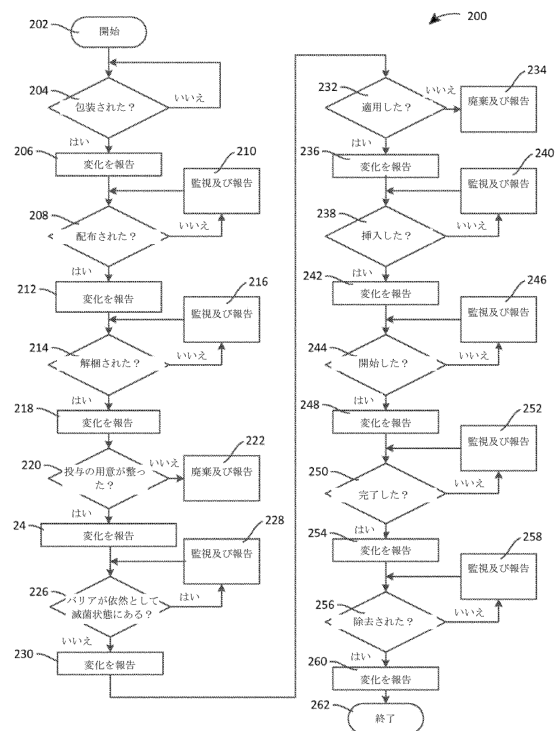 200
202
開始
204
包装された？
いいえ
はい
206
変化を報告
210
監視及び報告
208
配布された？
いいえ
はい
212
変化を報告
216
監視及び報告
214
解梱された？
いいえ
はい
218
変化を報告
220
投与の用意が整っ
た？
いいえ
222
廃棄及び報告
はい
24
変化を報告
228
監視及び報告
226
バリアが依然として
滅菌状態にある？
はい
いいえ
230
変化を報告
232
適用した？
いいえ
234
廃棄及び報告
はい
236
変化を報告
240
監視及び報告
238
挿入した？
いいえ
はい
242
変化を報告
246
監視及び報告
244
開始した？
いいえ
はい
248
変化を報告
252
監視及び報告
250
完了した？
いいえ
はい
254
変化を報告
258
監視及び報告
256
除去された？
いいえ
はい
260
変化を報告
262
終了